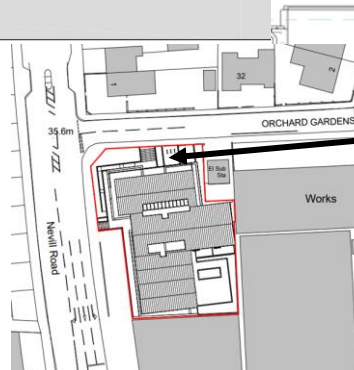 32
1
2
35.6m
ORCHARD GARDENS
El Sub
Sta
Works
Nevill Road